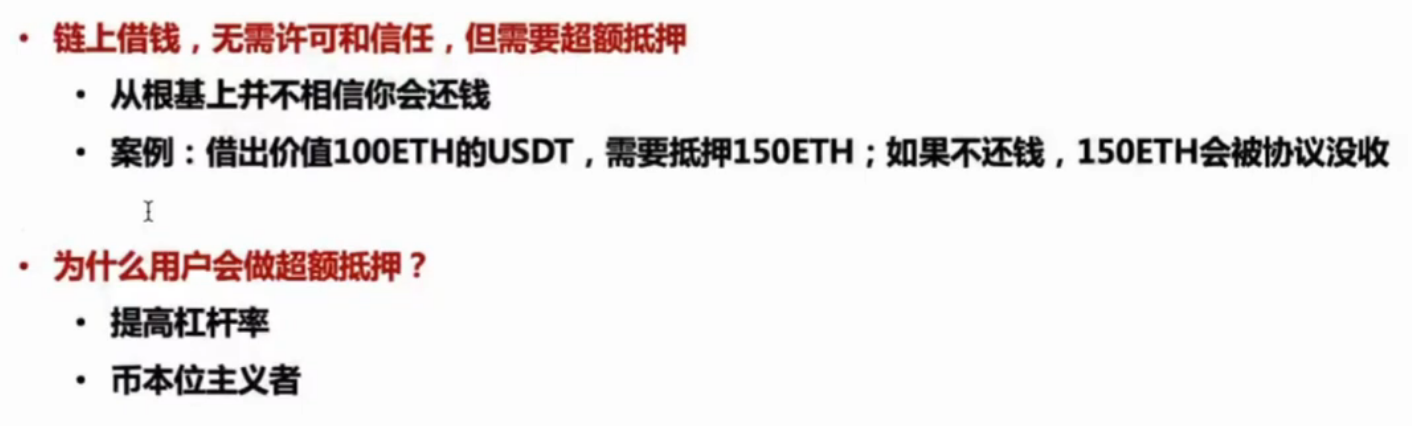 • 链上借钱，无需许可和信任，但需要超额抵押
• 从根基上并不相信你会还钱
• 案例：借出价值100ETH的USDT，需要抵押150ETH；如果不还钱，150ETH会被协议没收
• 为什么用户会做超额抵押？
• 提高杠杆率
• 币本位主义者